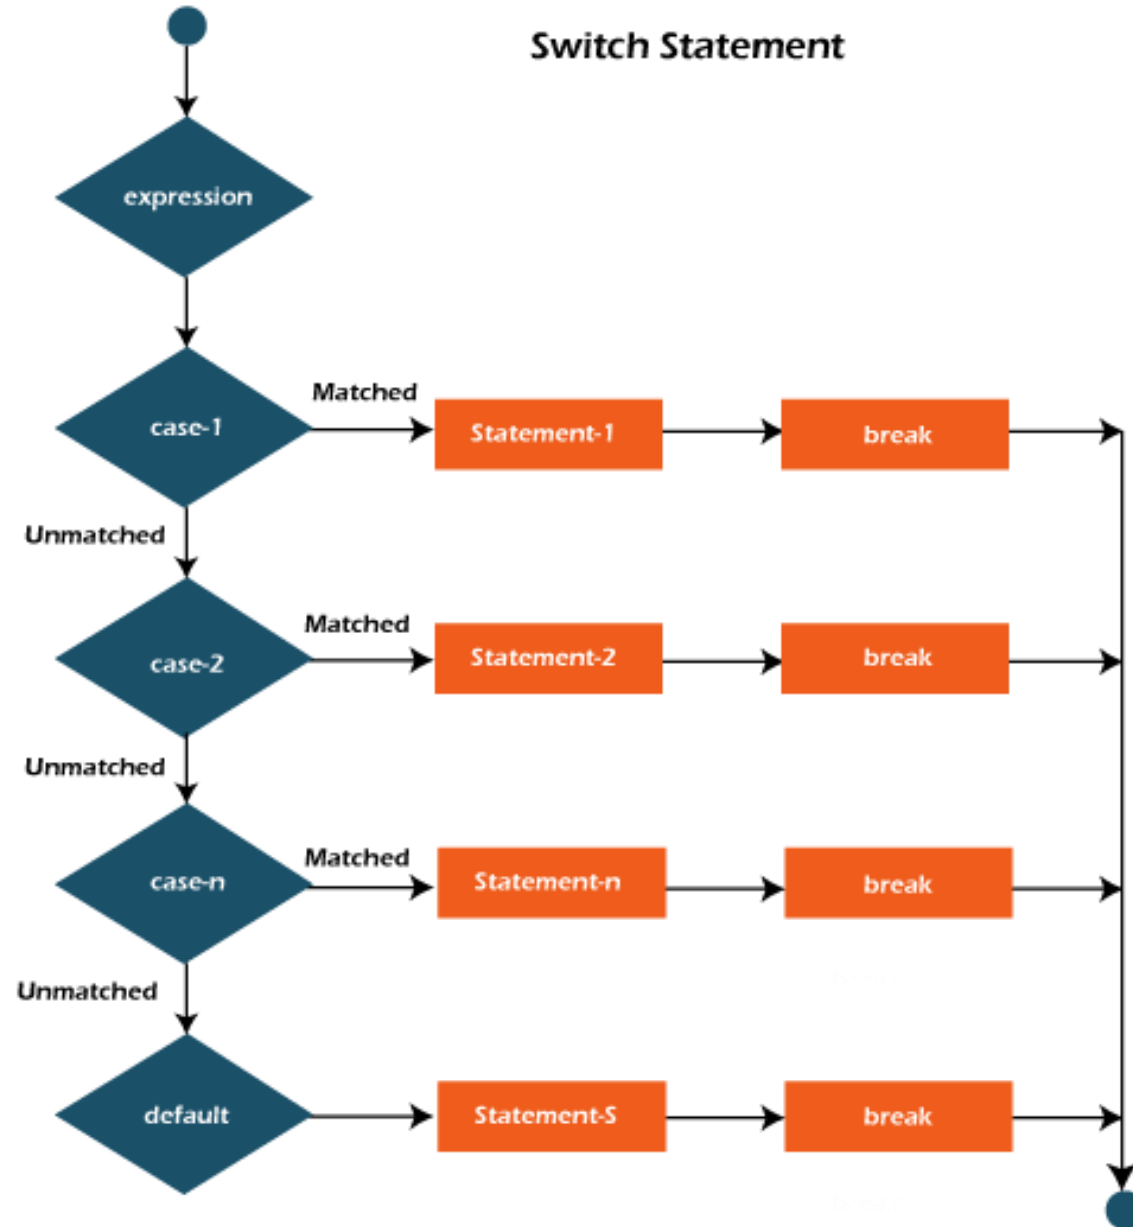 Switch Statement
expression
Matched
case-1
Statement-1
break
Unmatched
Matched
case-2
Statement-2
break
Unmatched
Matched
case-n
Statement-n
break
Unmatched
default
Statement-S
break